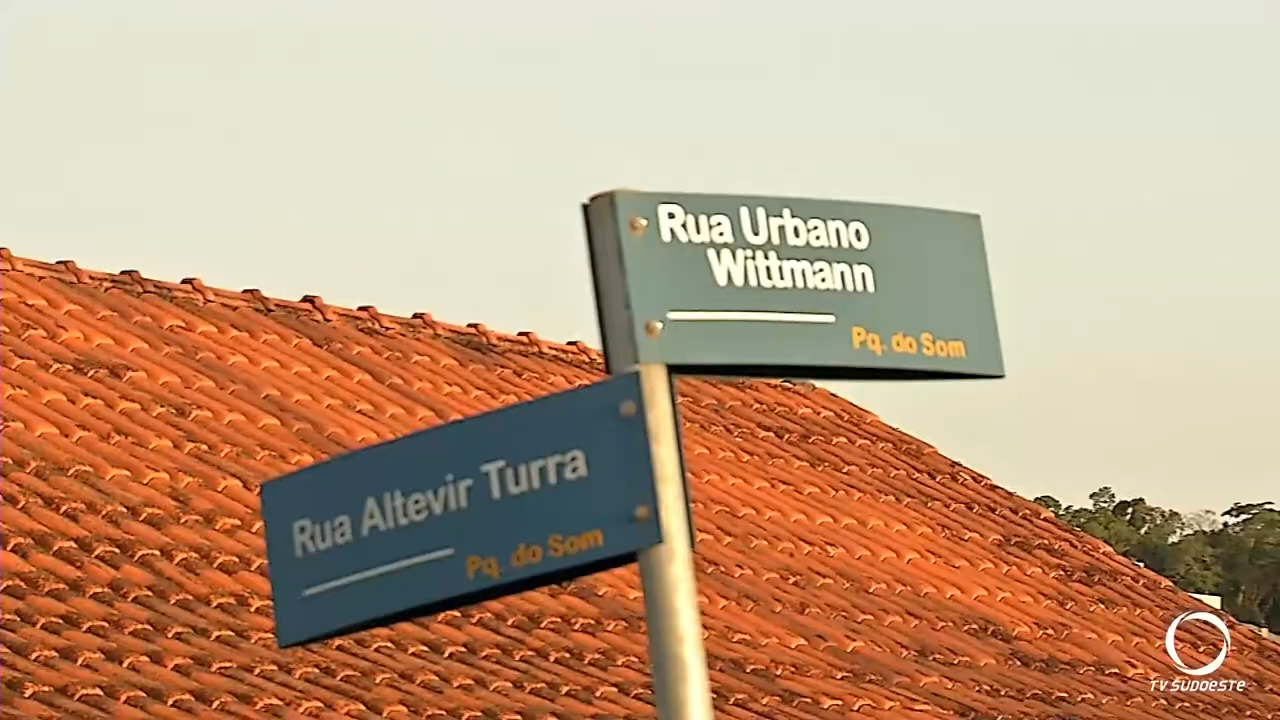 Rua Urbano
Wittmann
Pq. do Som
Rua Altevir Turra
Pq. do Som
TV SUDOESTE